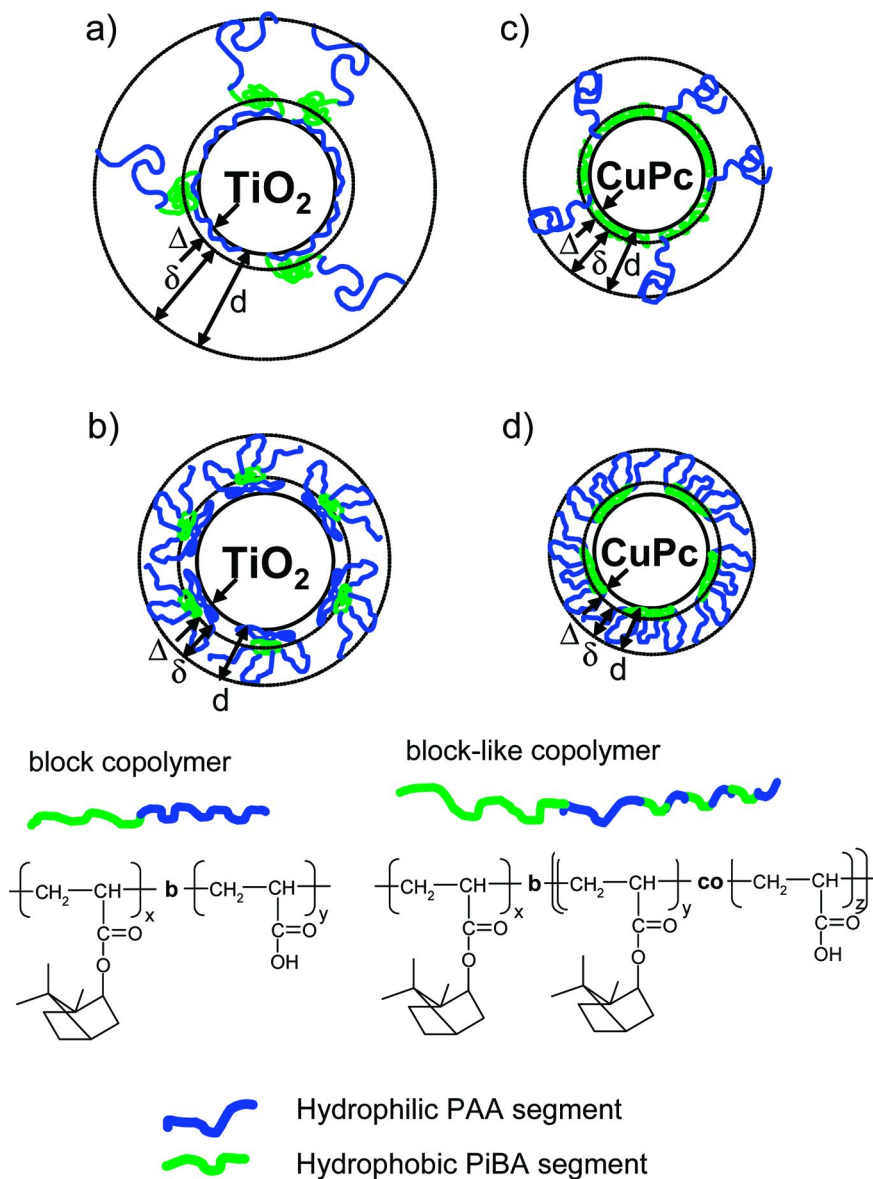 a)
TiO2
Δ
δ
d
c)
CuPc
Δ
δ
d
b)
TiO2
Δ
δ
d
d)
CuPc
Δ
δ
d
block copolymer
block-like copolymer
CH2 CH x b CH2 CH y
C=O C=O
O OH
CH2 CH x b CH2 CH y co CH2 CH z
C=O C=O C=O
O O OH
Hydrophilic PAA segment
Hydrophobic PiBA segment